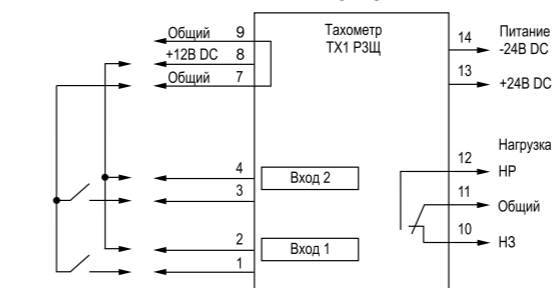 Общий 9
+12В DC 8
Общий 7
4
3
2
1
Тахометр
ТХ1 РЗЩ
Вход 2
Вход 1
Питание
14
-24В DC
13
+24В DC
Нагрузка
12
НР
11
Общий
10
НЗ